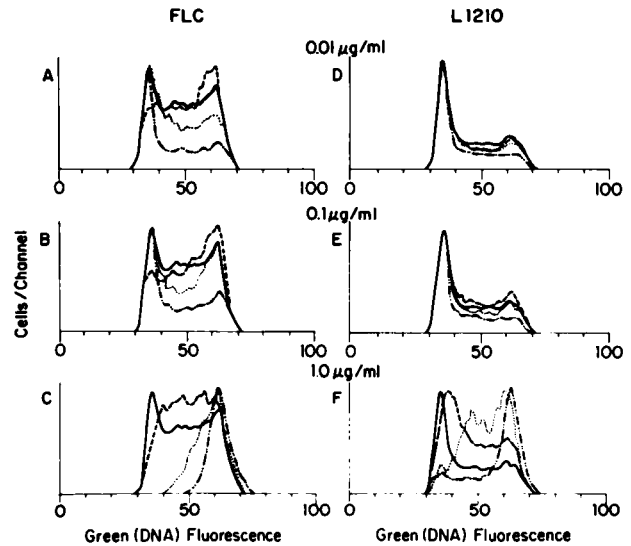 FLC L1210
0.01 μg/ml
A D
0 50 100 0 50 100
0.1 μg/ml
B E
Cells/Channel
0 50 100 0 50 100
1.0 μg/ml
C F
0 50 100 0 50 100
Green (DNA) Fluorescence Green (DNA) Fluorescence